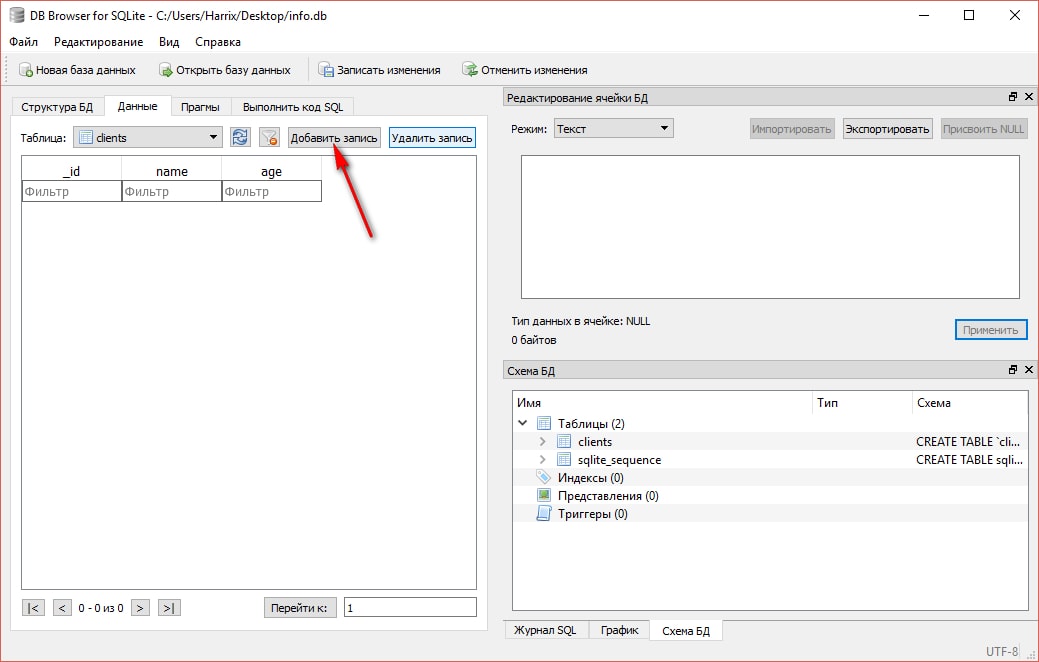 DB Browser for SQLite - C:/Users/Harrix/Desktop/info.db
Файл Редактирование Вид Справка
Новая база данных Открыть базу данных Записать изменения Отменить изменения
Структура БД Данные Прагмы Выполнить код SQL
Таблица: clients Добавить запись Удалить запись
_id name age
Фильтр Фильтр Фильтр
0 - 0 из 0 Перейти к: 1
Редактирование ячейки БД
Режим: Текст Импортировать Экспортировать Присвоить NULL
Тип данных в ячейке: NULL
0 байтов
Применить
Схема БД
Имя Тип Схема
Таблицы (2)
clients CREATE TABLE `cli...
sqlite_sequence CREATE TABLE sqli...
Индексы (0)
Представления (0)
Триггеры (0)
Журнал SQL График Схема БД
UTF-8